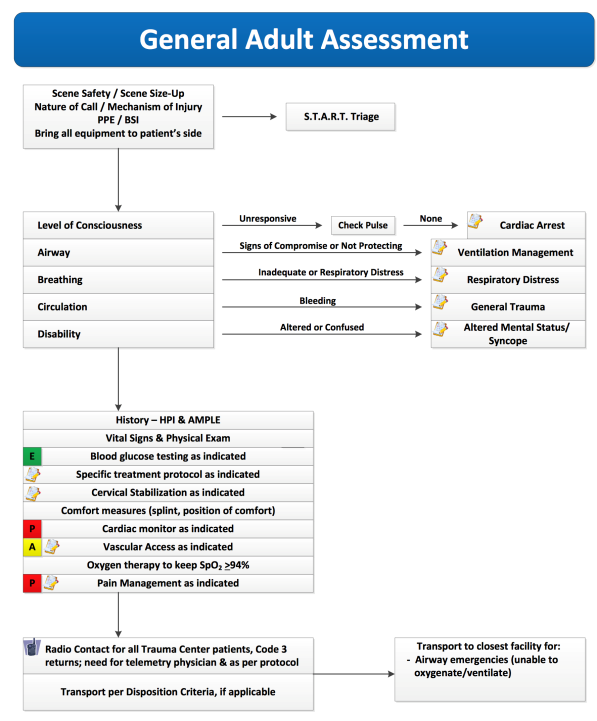 General Adult Assessment
Scene Safety / Scene Size-Up
Nature of Call / Mechanism of Injury
PPE / BSI
Bring all equipment to patient's side
S.T.A.R.T. Triage
Level of Consciousness
Unresponsive
Check Pulse
None
Cardiac Arrest
Airway
Signs of Compromise or Not Protecting
Ventilation Management
Breathing
Inadequate or Respiratory Distress
Respiratory Distress
Circulation
Bleeding
General Trauma
Disability
Altered or Confused
Altered Mental Status/
Syncope
History – HPI & AMPLE
Vital Signs & Physical Exam
E Blood glucose testing as indicated
Specific treatment protocol as indicated
Cervical Stabilization as indicated
Comfort measures (splint, position of comfort)
P Cardiac monitor as indicated
A Vascular Access as indicated
Oxygen therapy to keep SpO₂ ≥94%
P Pain Management as indicated
Radio Contact for all Trauma Center patients, Code 3
returns; need for telemetry physician & as per protocol
Transport per Disposition Criteria, if applicable
Transport to closest facility for:
- Airway emergencies (unable to
oxygenate/ventilate)